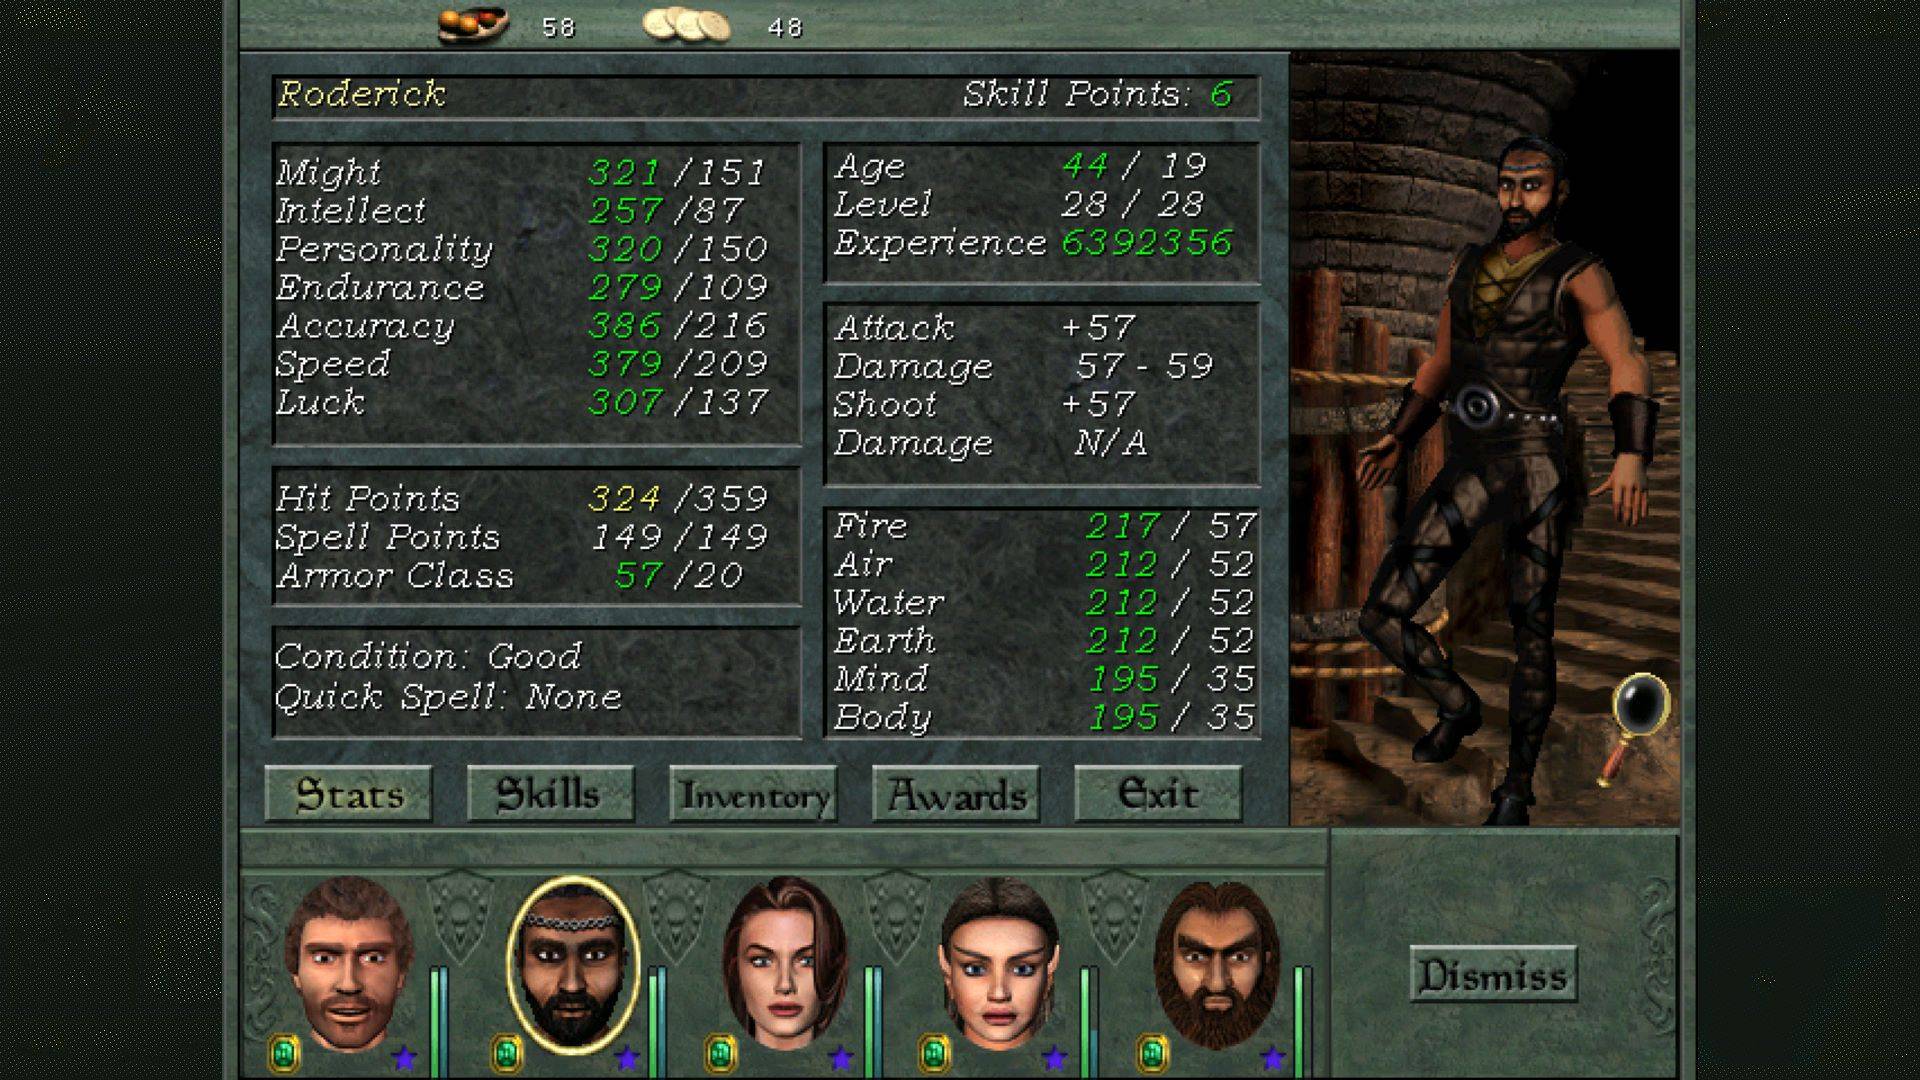 58 48
Roderick Skill Points: 6
Might 321 /151
Intellect 257 /87
Personality 320 /150
Endurance 279 /109
Accuracy 386 /216
Speed 379 /209
Luck 307 /137
Hit Points 324 /359
Spell Points 149 /149
Armor Class 57 /20
Condition: Good
Quick Spell: None
Age 44 / 19
Level 28 / 28
Experience 6392356
Attack +57
Damage 57 - 59
Shoot +57
Damage N/A
Fire 217 / 57
Air 212 / 52
Water 212 / 52
Earth 212 / 52
Mind 195 / 35
Body 195 / 35
Stats Skills Inventory Awards Exit
Dismiss